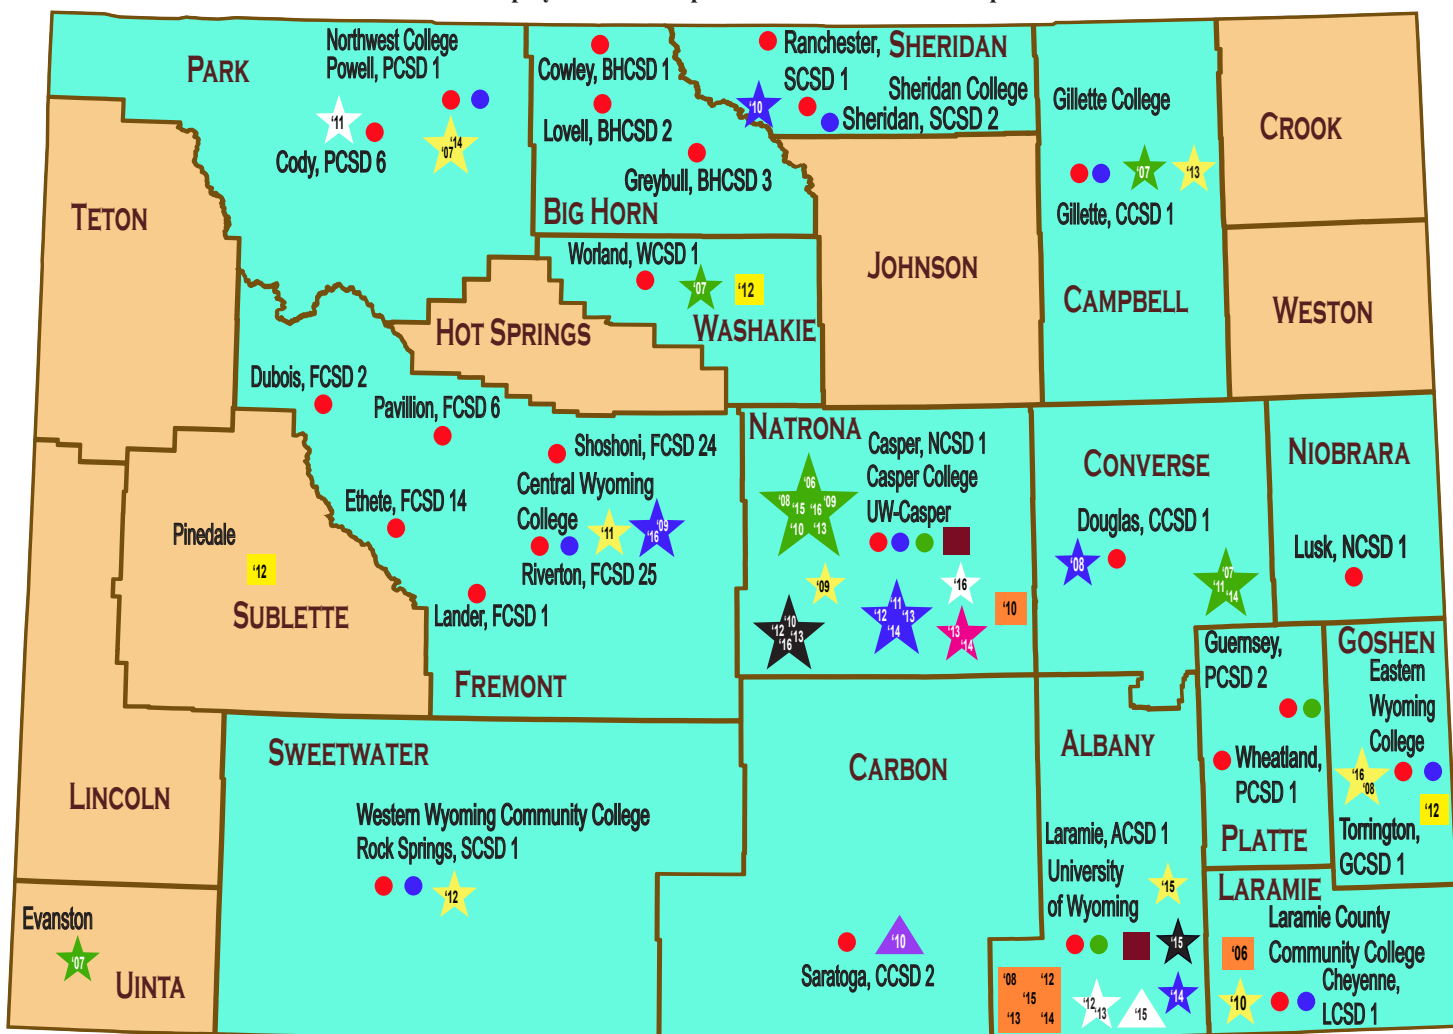 PARK
Northwest College
Powell, PCSD 1
'11
'14
'07
Cody, PCSD 6
Cowley, BHCSD 1
Lovell, BHCSD 2
Greybull, BHCSD 3
BIG HORN
Ranchester,
SCSD 1
SHERIDAN
'10
Sheridan College
Sheridan, SCSD 2
Gillette College
'07
'13
Gillette, CCSD 1
CAMPBELL
CROOK
WESTON
TETON
JOHNSON
Worland, WCSD 1
'07
'12
WASHAKIE
HOT SPRINGS
Dubois, FCSD 2
Pavillion, FCSD 6
Shoshoni, FCSD 24
Ethete, FCSD 14
Central Wyoming
College
'11
'09
'16
Riverton, FCSD 25
Lander, FCSD 1
FREMONT
Pinedale
'12
SUBLETTE
NATRONA
Casper, NCSD 1
Casper College
UW-Casper
'06
'08 '15 '16 '09
'10 '13
'09
'10
'12 '13
'16
'11
'12 '13
'14
'16
'13
'14
'10
CONVERSE
Douglas, CCSD 1
'08
'07
'11
'14
NIOBRARA
Lusk, NCSD 1
Guernsey,
PCSD 2
Wheatland,
PCSD 1
PLATTE
GOSHEN
Eastern
Wyoming
College
'16
'08
'12
Torrington,
GCSD 1
LINCOLN
SWEETWATER
Western Wyoming Community College
Rock Springs, SCSD 1
'12
CARBON
'10
Saratoga, CCSD 2
ALBANY
Laramie, ACSD 1
University
of Wyoming
'15
'15
'08 '12
'15
'13 '14
'12
'13
'15
'14
LARAMIE
Laramie County
Community College
'06
Cheyenne,
LCSD 1
'10
Evanston
'07
UINTA